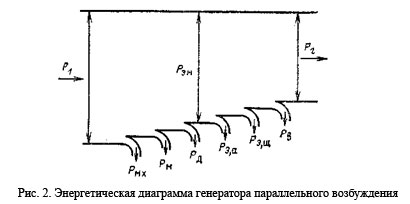 P₁
Pэм
P₂
Pмх
Pм
Pд
Pэ,а
Pэ,щ
Pв
Рис. 2. Энергетическая диаграмма генератора параллельного возбуждения